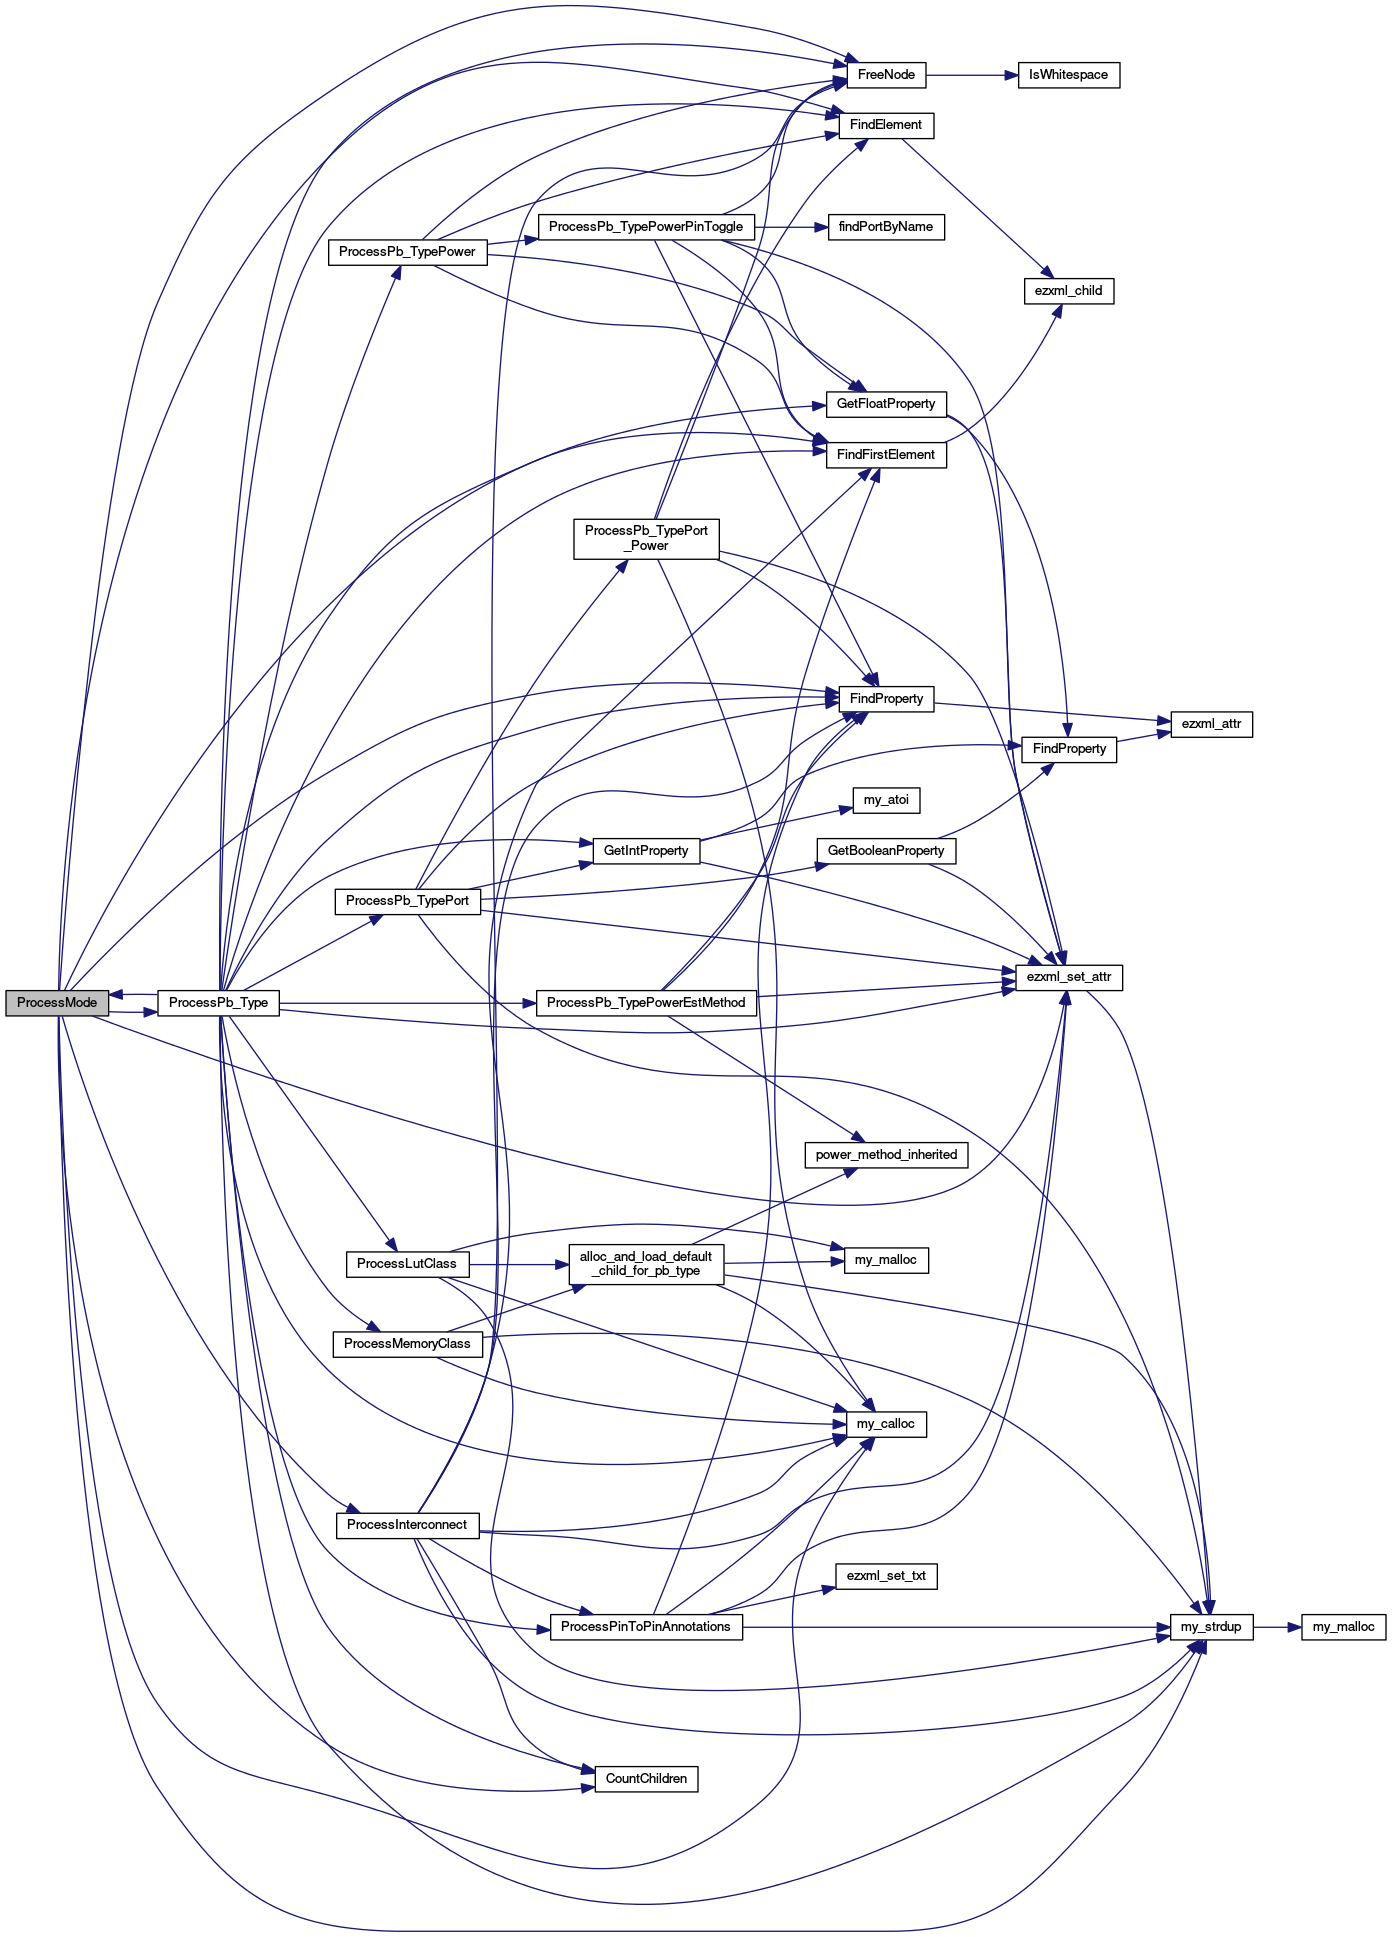 FreeNode
IsWhitespace
FindElement
ProcessPb_TypePowerPinToggle
findPortByName
ProcessPb_TypePower
ezxml_child
GetFloatProperty
FindFirstElement
ProcessPb_TypePort
_Power
FindProperty
ezxml_attr
FindProperty
my_atoi
GetIntProperty
GetBooleanProperty
ProcessPb_TypePort
ezxml_set_attr
ProcessMode
ProcessPb_Type
ProcessPb_TypePowerEstMethod
power_method_inherited
alloc_and_load_default
_child_for_pb_type
ProcessLutClass
my_malloc
ProcessMemoryClass
my_calloc
ProcessInterconnect
ezxml_set_txt
ProcessPinToPinAnnotations
my_strdup
my_malloc
CountChildren